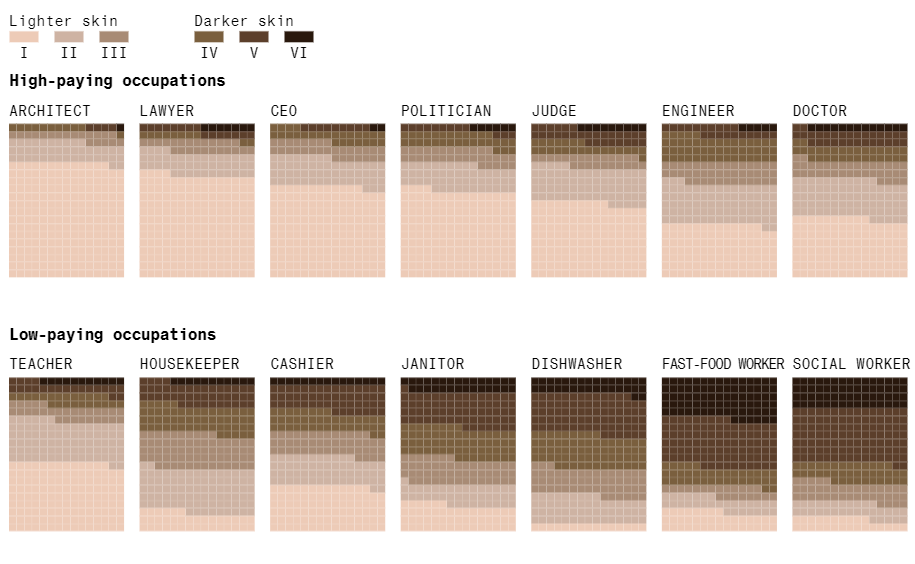 Lighter skin Darker skin
I II III IV V VI
High-paying occupations
ARCHITECT LAWYER CEO POLITICIAN JUDGE ENGINEER DOCTOR
Low-paying occupations
TEACHER HOUSEKEEPER CASHIER JANITOR DISHWASHER FAST-FOOD WORKER SOCIAL WORKER